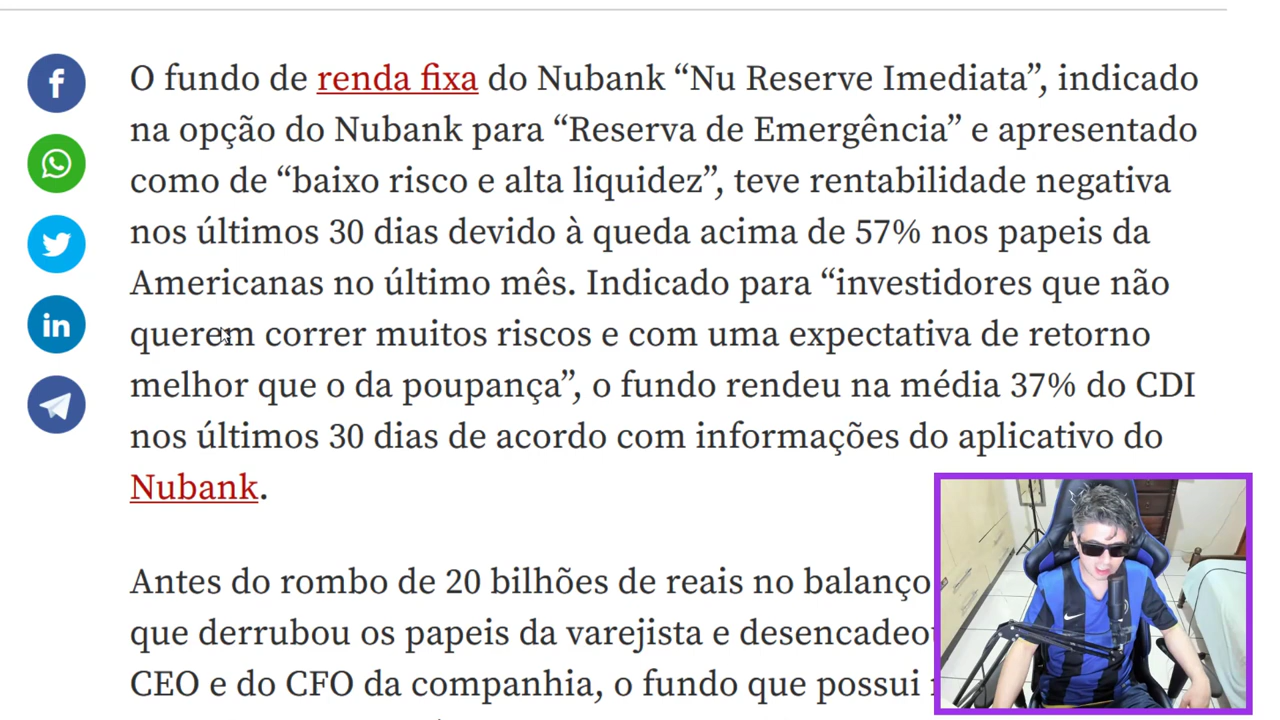 O fundo de renda fixa do Nubank “Nu Reserve Imediata”, indicado
na opção do Nubank para “Reserva de Emergência” e apresentado
como de “baixo risco e alta liquidez”, teve rentabilidade negativa
nos últimos 30 dias devido à queda acima de 57% nos papeis da
Americanas no último mês. Indicado para “investidores que não
querem correr muitos riscos e com uma expectativa de retorno
melhor que o da poupança”, o fundo rendeu na média 37% do CDI
nos últimos 30 dias de acordo com informações do aplicativo do
Nubank.
Antes do rombo de 20 bilhões de reais no balanço
que derrubou os papeis da varejista e
CEO e do CFO da companhia, o fundo que possui